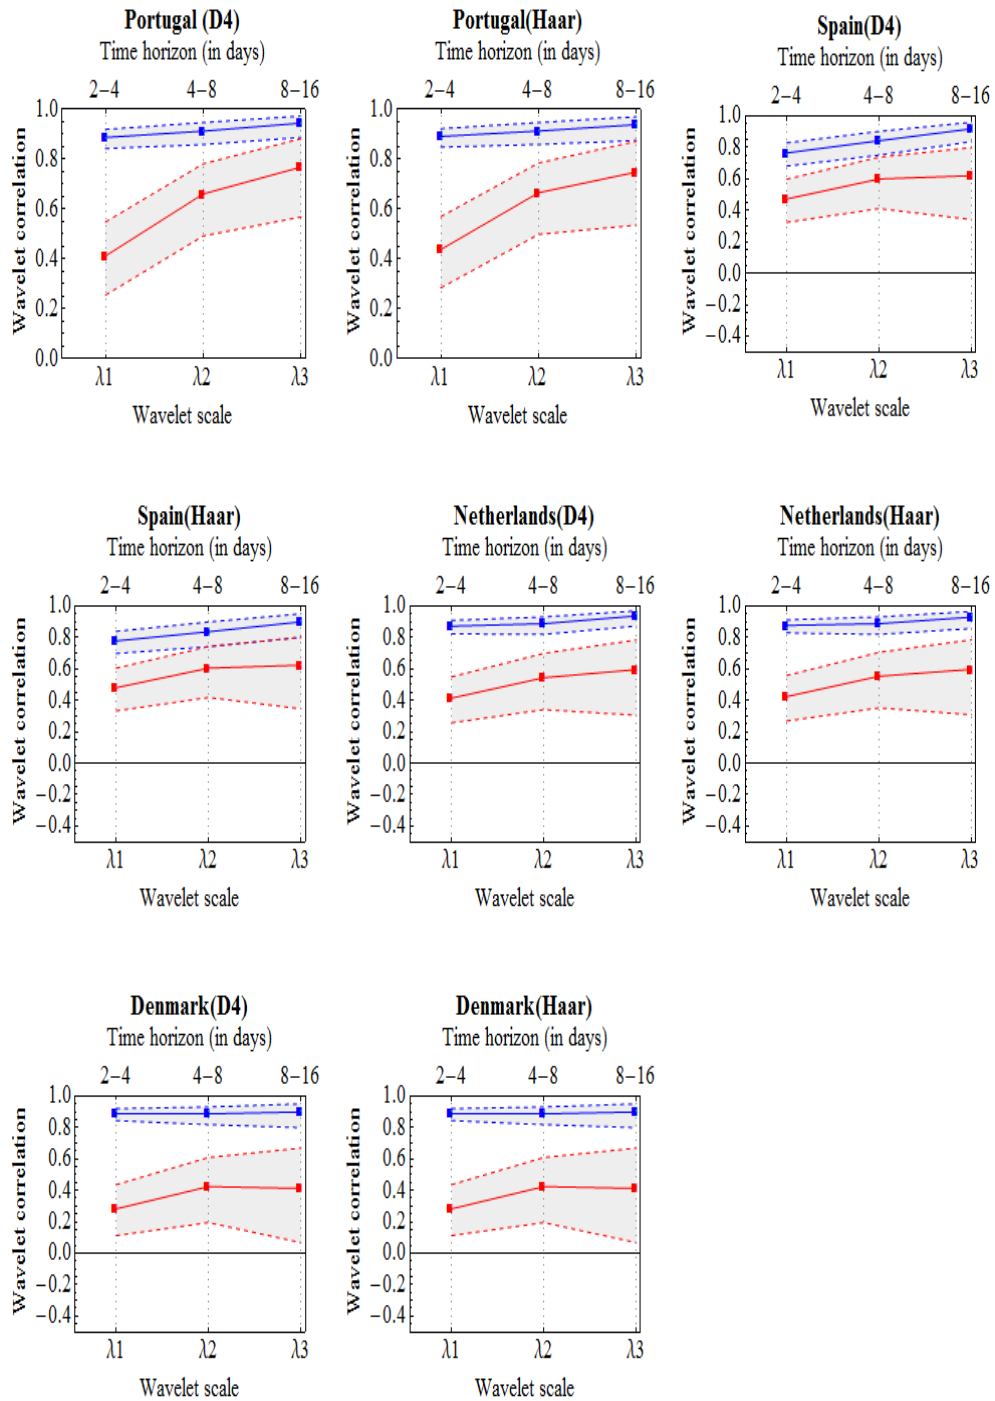 Portugal (D4)
Time horizon (in days)
2−4 4−8 8−16
1.0
0.8
0.6
0.4
0.2
0.0
Wavelet correlation
λ1 λ2 λ3
Wavelet scale
Portugal(Haar)
Time horizon (in days)
2−4 4−8 8−16
1.0
0.8
0.6
0.4
0.2
0.0
Wavelet correlation
λ1 λ2 λ3
Wavelet scale
Spain(D4)
Time horizon (in days)
2−4 4−8 8−16
1.0
0.8
0.6
0.4
0.2
0.0
−0.2
−0.4
Wavelet correlation
λ1 λ2 λ3
Wavelet scale
Spain(Haar)
Time horizon (in days)
2−4 4−8 8−16
1.0
0.8
0.6
0.4
0.2
0.0
−0.2
−0.4
Wavelet correlation
λ1 λ2 λ3
Wavelet scale
Netherlands(D4)
Time horizon (in days)
2−4 4−8 8−16
1.0
0.8
0.6
0.4
0.2
0.0
−0.2
−0.4
Wavelet correlation
λ1 λ2 λ3
Wavelet scale
Netherlands(Haar)
Time horizon (in days)
2−4 4−8 8−16
1.0
0.8
0.6
0.4
0.2
0.0
−0.2
−0.4
Wavelet correlation
λ1 λ2 λ3
Wavelet scale
Denmark(D4)
Time horizon (in days)
2−4 4−8 8−16
1.0
0.8
0.6
0.4
0.2
0.0
−0.2
−0.4
Wavelet correlation
λ1 λ2 λ3
Wavelet scale
Denmark(Haar)
Time horizon (in days)
2−4 4−8 8−16
1.0
0.8
0.6
0.4
0.2
0.0
−0.2
−0.4
Wavelet correlation
λ1 λ2 λ3
Wavelet scale